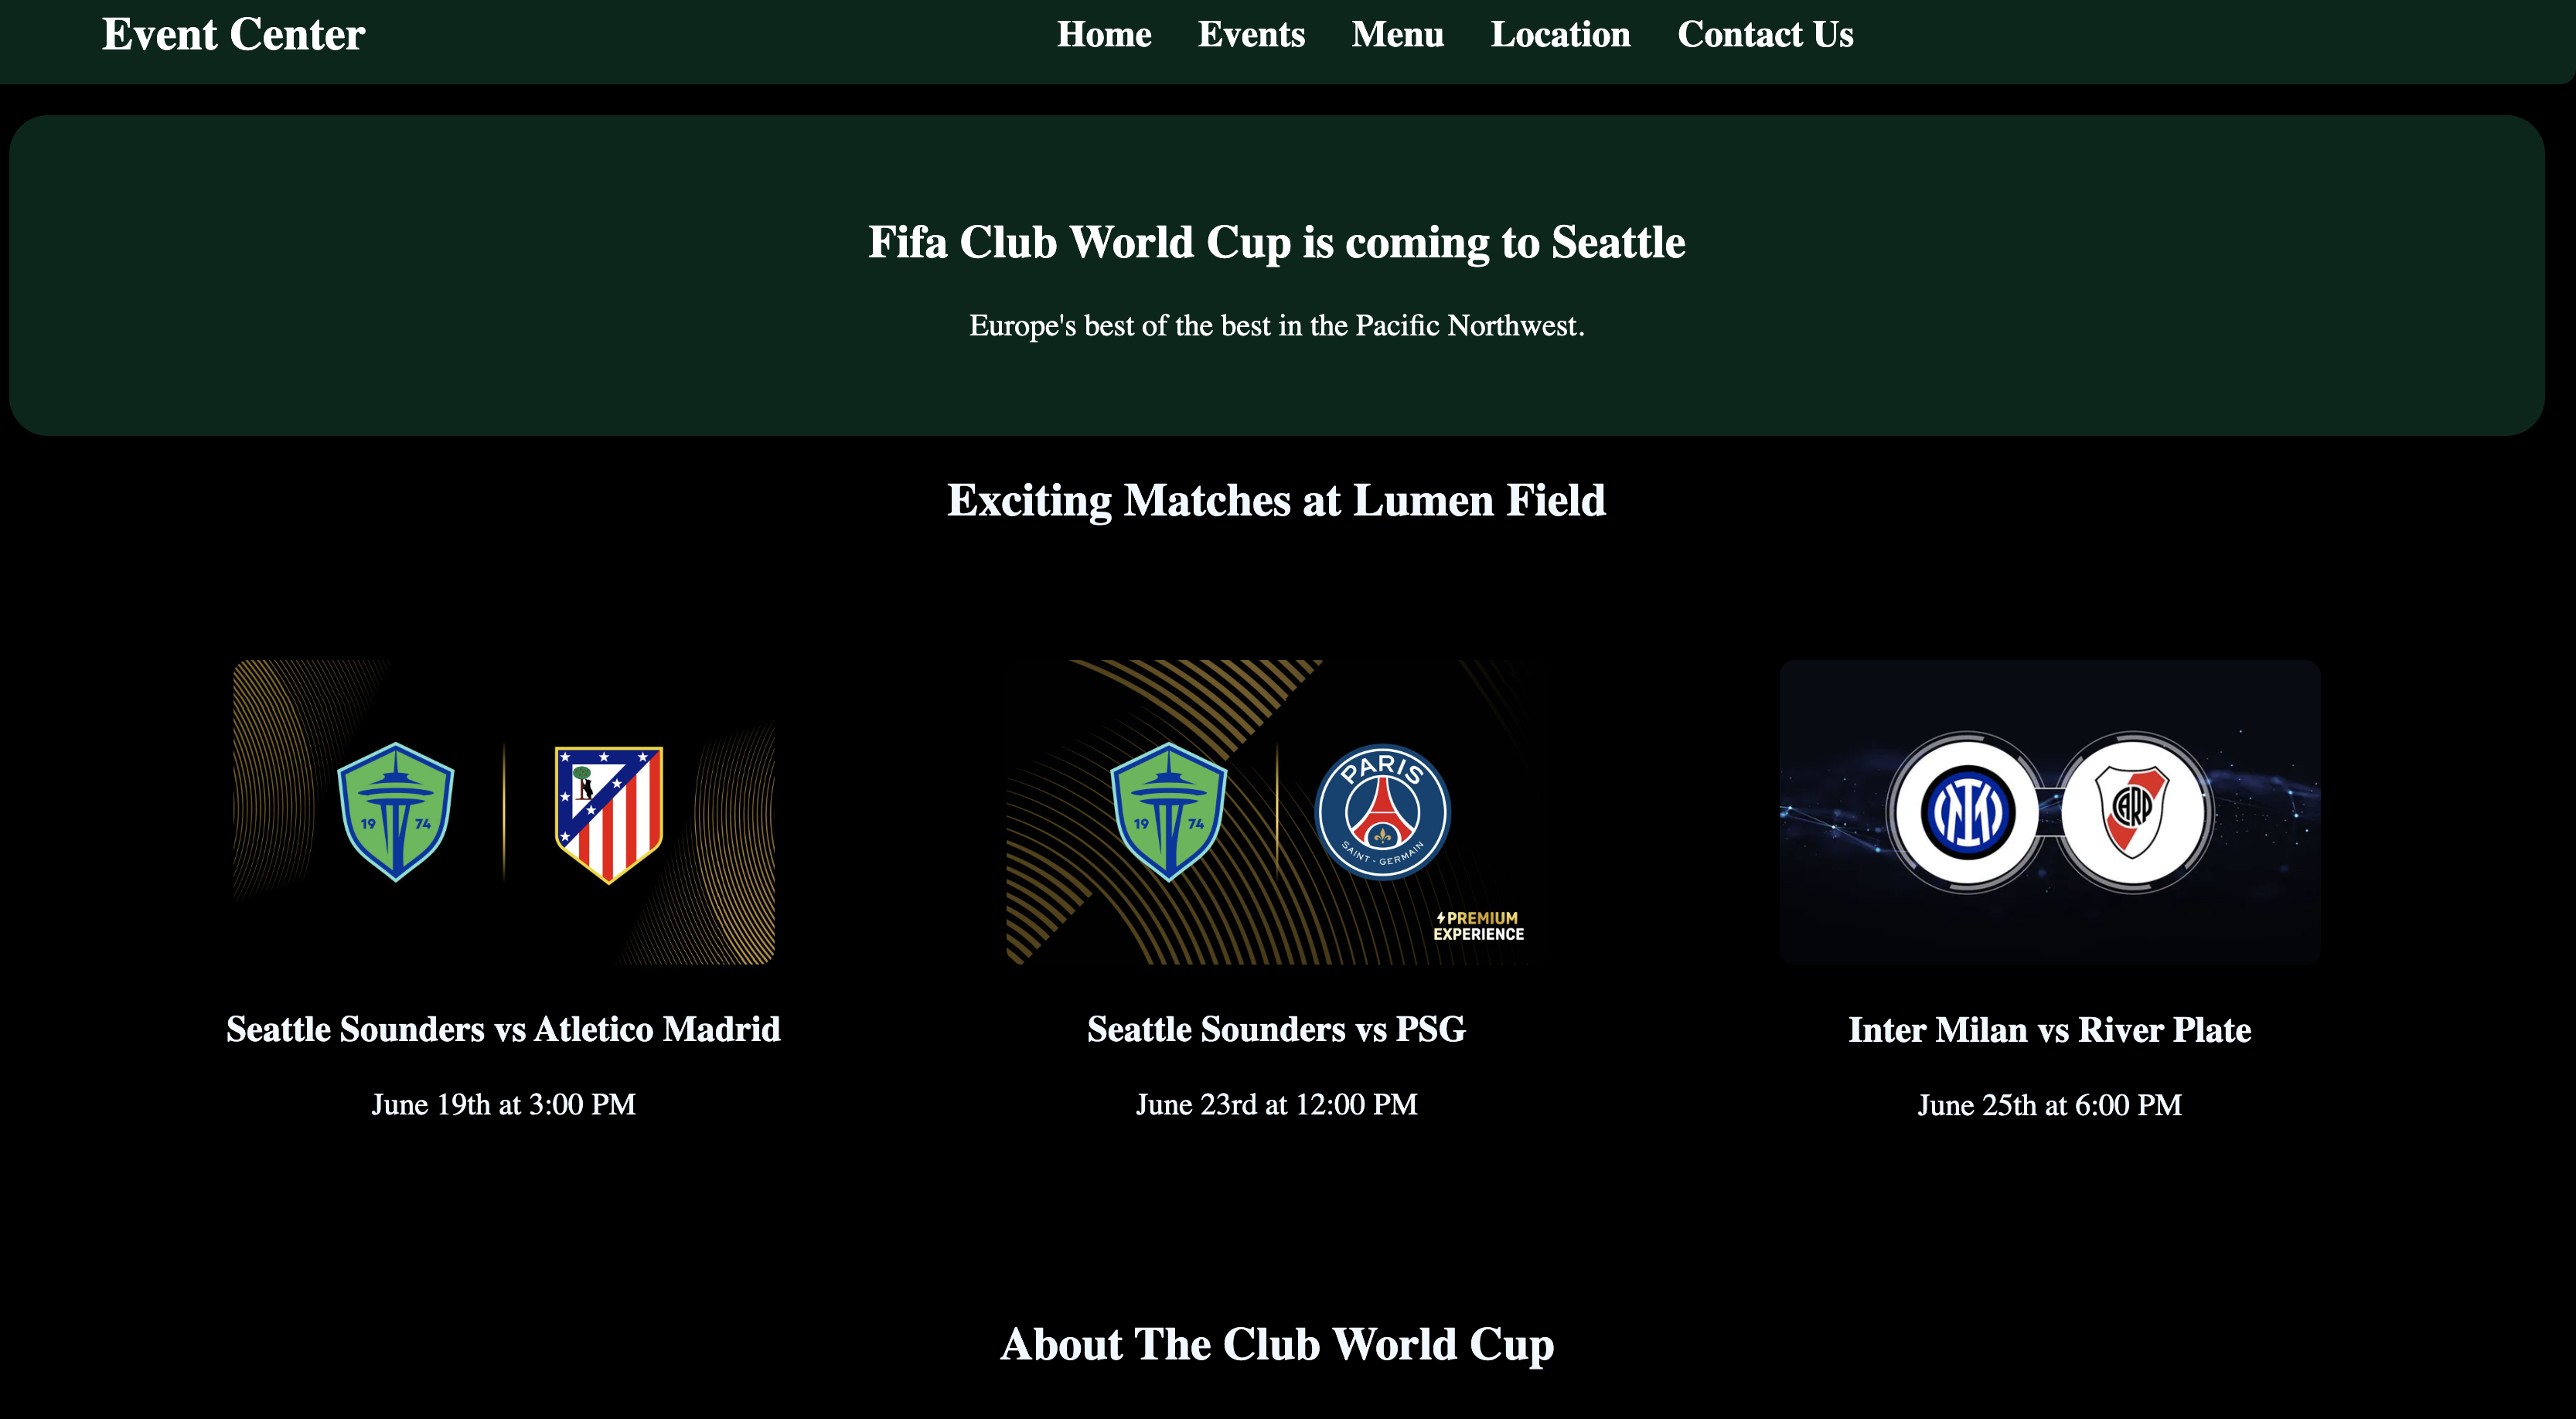 Event Center
Home Events Menu Location Contact Us
Fifa Club World Cup is coming to Seattle
Europe's best of the best in the Pacific Northwest.
Exciting Matches at Lumen Field
19 74
19 74
PARIS
SAINT - GERMAIN
PREMIUM
EXPERIENCE
CARP
Seattle Sounders vs Atletico Madrid
June 19th at 3:00 PM
Seattle Sounders vs PSG
June 23rd at 12:00 PM
Inter Milan vs River Plate
June 25th at 6:00 PM
About The Club World Cup